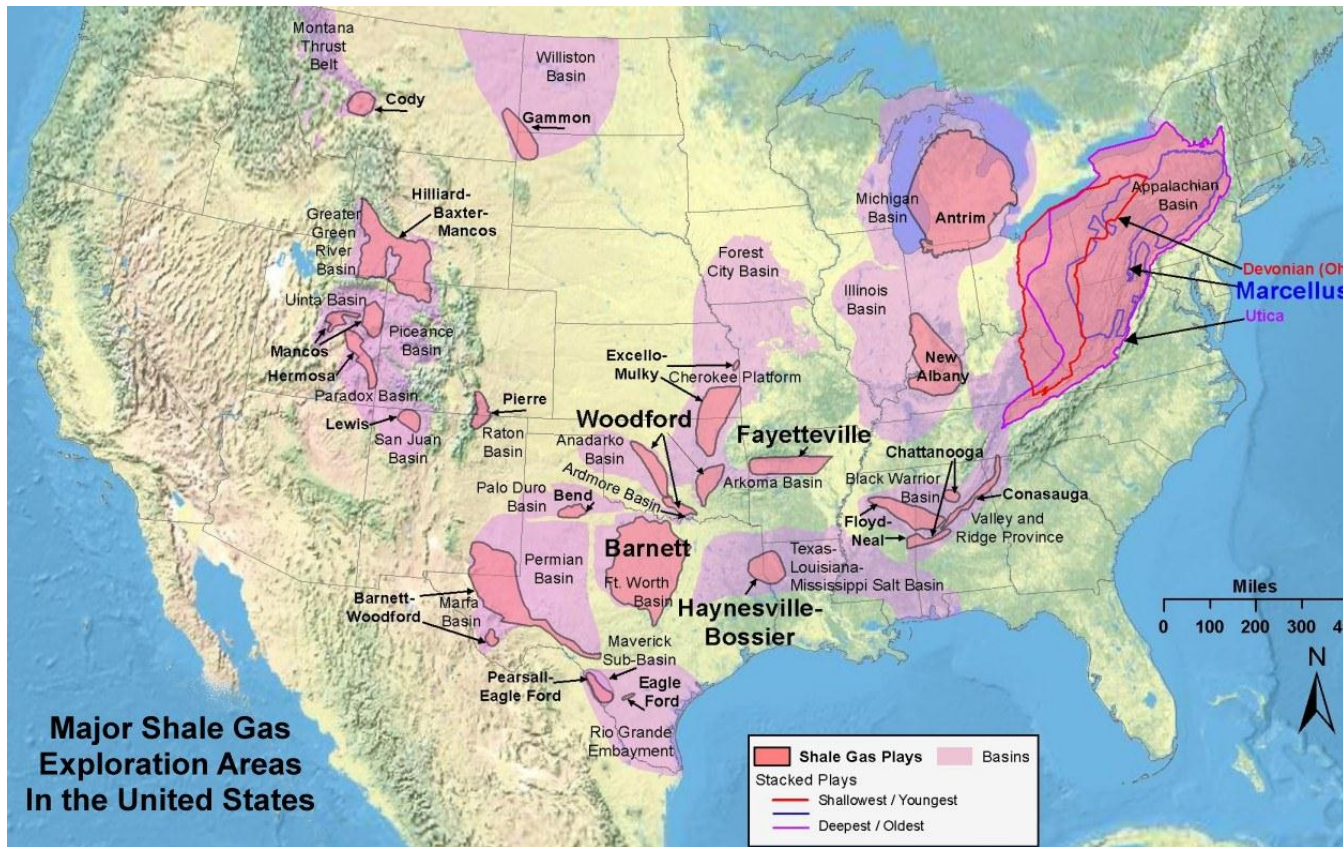 Montana
Thrust
Belt
Cody
Williston
Basin
Gammon
Hilliard-
Baxter-
Mancos
Greater
Green
River
Basin
Uinta Basin
Piceance
Basin
Mancos
Hermosa
Paradox Basin
Lewis
San Juan
Basin
Pierre
Raton
Basin
Michigan
Basin
Antrim
Forest
City Basin
Illinois
Basin
New
Albany
Excello-
Mulky
Cherokee Platform
Appalachian
Basin
Devonian (Oh
Marcellus
Utica
Woodford
Anadarko
Basin
Ardmore Basin
Fayetteville
Arkoma Basin
Palo Duro
Basin
Bend
Chattanooga
Black Warrior
Basin
Conasauga
Floyd-
Neal
Valley and
Ridge Province
Permian
Basin
Barnett
Ft. Worth
Basin
Texas-
Louisiana-
Mississippi Salt Basin
Haynesville-
Bossier
Barnett-
Woodford
Marfa
Basin
Maverick
Sub-Basin
Pearsall-
Eagle Ford
Eagle
Ford
Rio Grande
Embayment
Miles
0 100 200 300 4
N
Major Shale Gas
Exploration Areas
In the United States
Shale Gas Plays
Basins
Stacked Plays
Shallowest / Youngest
Deepest / Oldest